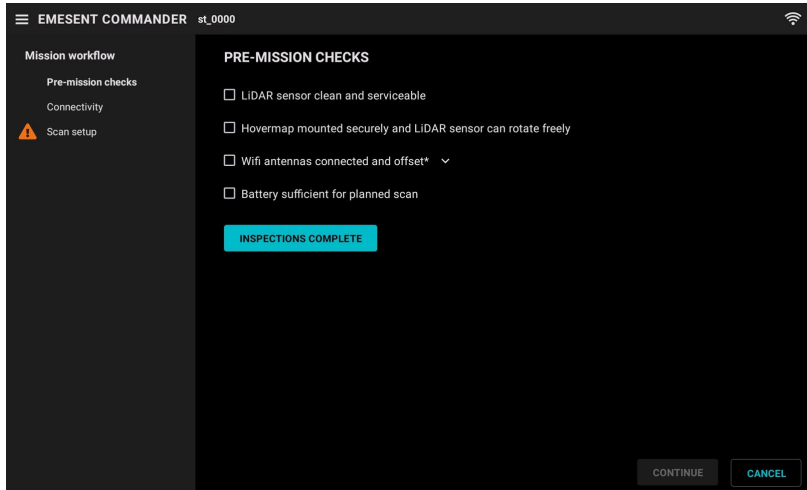 EMESENT COMMANDER st_0000
Mission workflow
Pre-mission checks
Connectivity
Scan setup
PRE-MISSION CHECKS
LiDAR sensor clean and serviceable
Hovermap mounted securely and LiDAR sensor can rotate freely
Wifi antennas connected and offset*
Battery sufficient for planned scan
INSPECTIONS COMPLETE
CONTINUE CANCEL